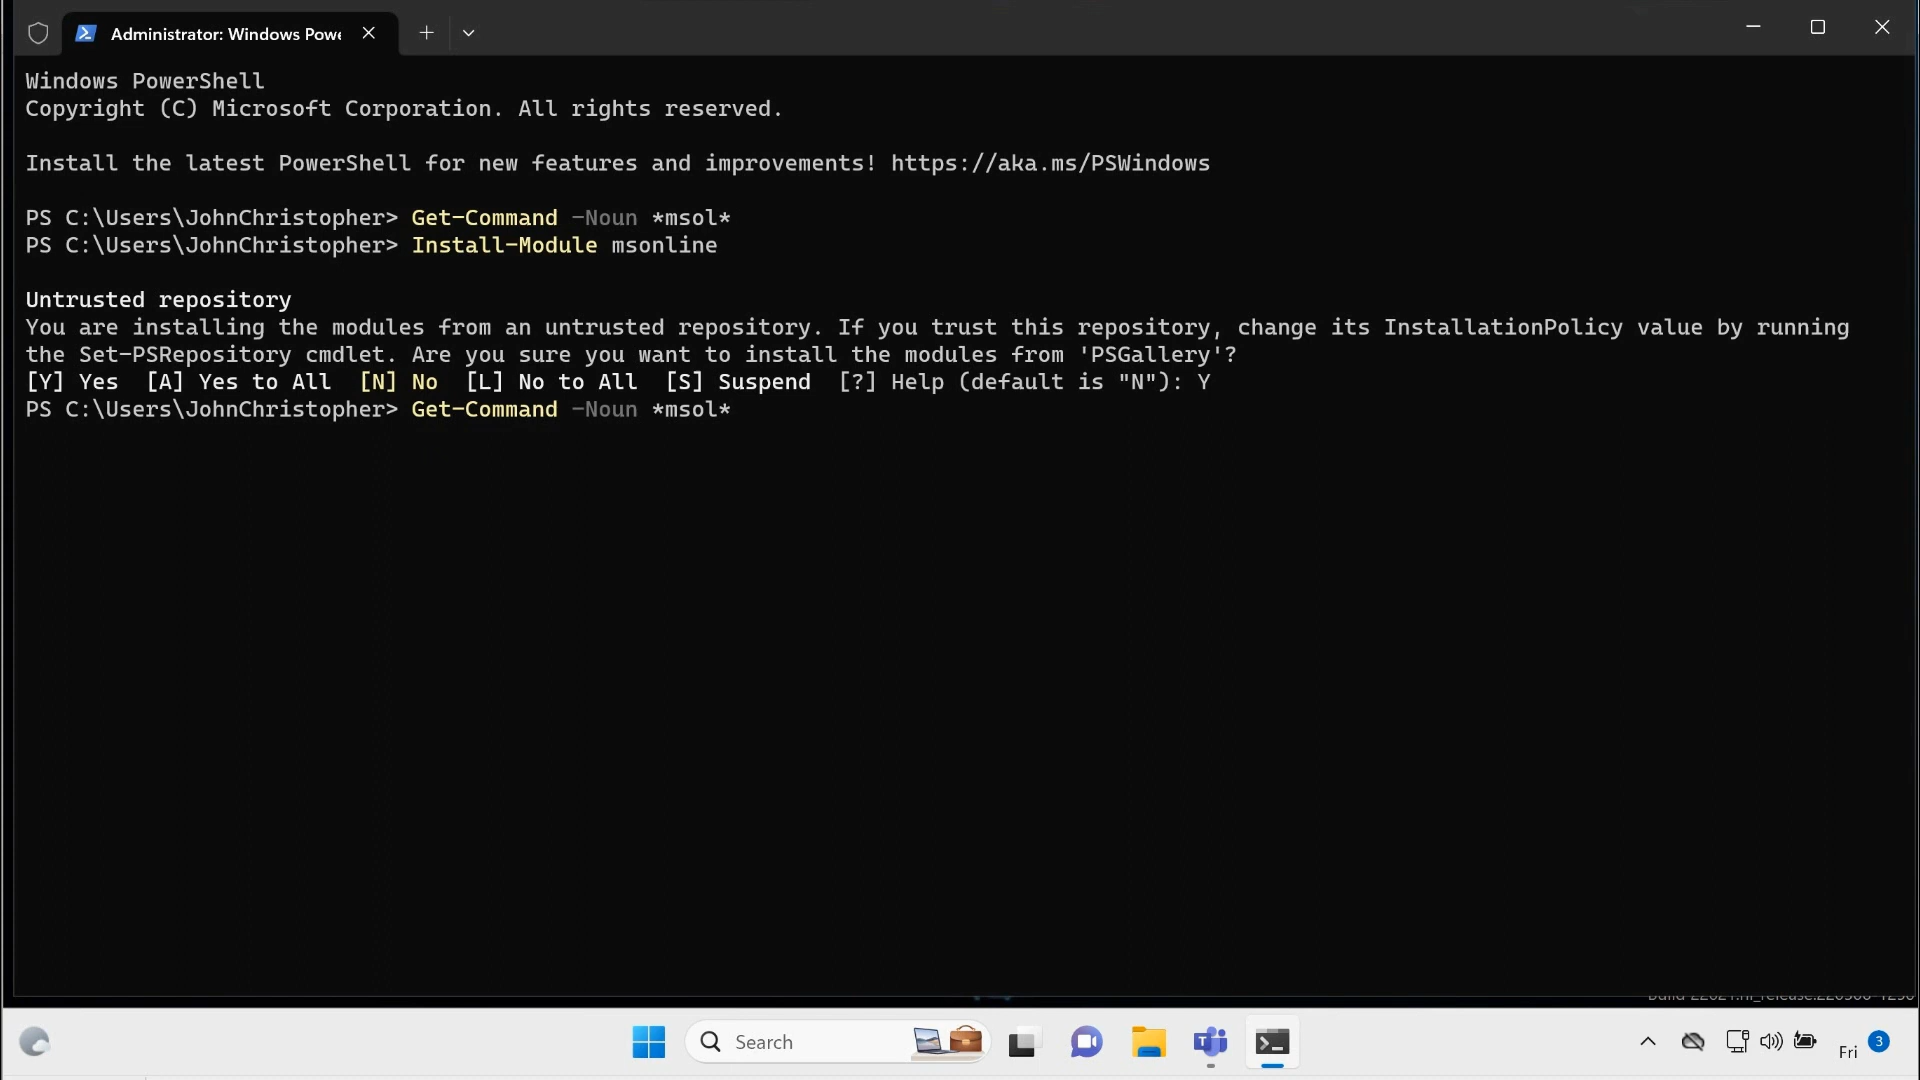 Administrator: Windows Powe
Windows PowerShell
Copyright (C) Microsoft Corporation. All rights reserved.
Install the latest PowerShell for new features and improvements! https://aka.ms/PSWindows
PS C:\Users\JohnChristopher> Get-Command -Noun *msol*
PS C:\Users\JohnChristopher> Install-Module msonline
Untrusted repository
You are installing the modules from an untrusted repository. If you trust this repository, change its InstallationPolicy value by running
the Set-PSRepository cmdlet. Are you sure you want to install the modules from 'PSGallery'?
[Y] Yes  [A] Yes to All  [N] No  [L] No to All  [S] Suspend  [?] Help (default is "N"): Y
PS C:\Users\JohnChristopher> Get-Command -Noun *msol*
Search
Fri
3